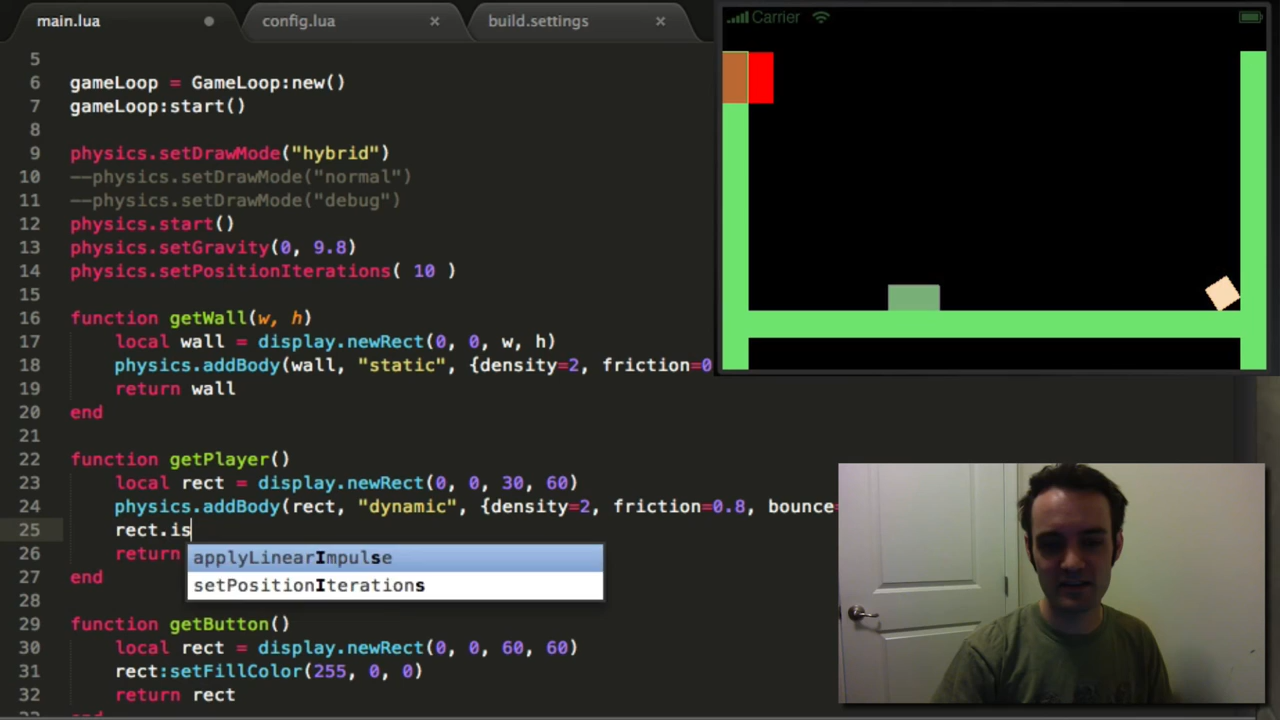 main.lua
config.lua ×
build.settings ×
Carrier
5
6 gameLoop = GameLoop:new()
7 gameLoop:start()
8
9 physics.setDrawMode("hybrid")
10 --physics.setDrawMode("normal")
11 --physics.setDrawMode("debug")
12 physics.start()
13 physics.setGravity(0, 9.8)
14 physics.setPositionIterations( 10 )
15
16 function getWall(w, h)
17 local wall = display.newRect(0, 0, w, h)
18 physics.addBody(wall, "static", {density=2, friction=0
19 return wall
20 end
21
22 function getPlayer()
23 local rect = display.newRect(0, 0, 30, 60)
24 physics.addBody(rect, "dynamic", {density=2, friction=0.8, bounce=
25 rect.is
26 return
applyLinearImpulse
setPositionIterations
27 end
28
29 function getButton()
30 local rect = display.newRect(0, 0, 60, 60)
31 rect:setFillColor(255, 0, 0)
32 return rect
33 end